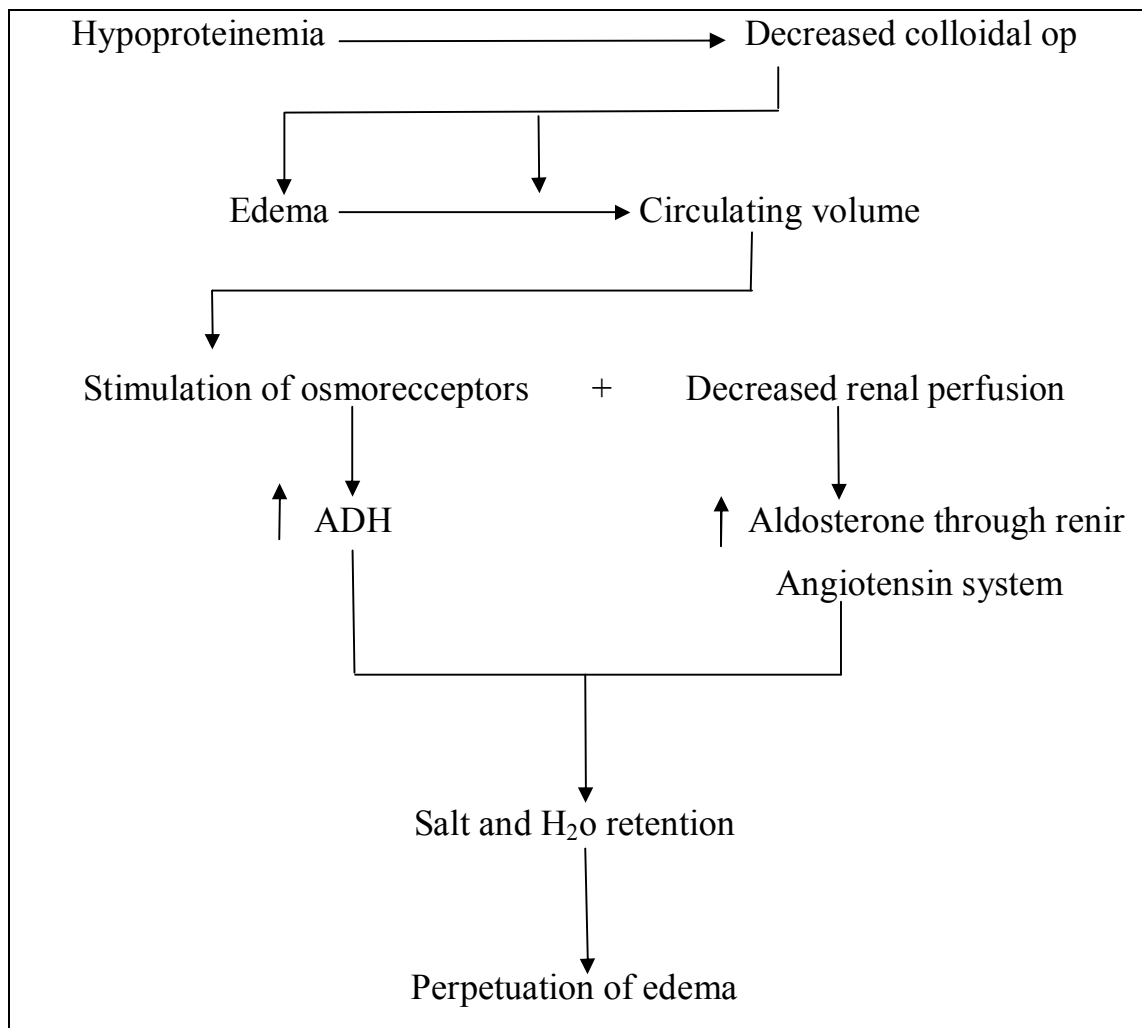 Hypoproteinemia Decreased colloidal op
Edema Circulating volume
Stimulation of osmorecceptors + Decreased renal perfusion
ADH Aldosterone through renir
Angiotensin system
Salt and H₂o retention
Perpetuation of edema